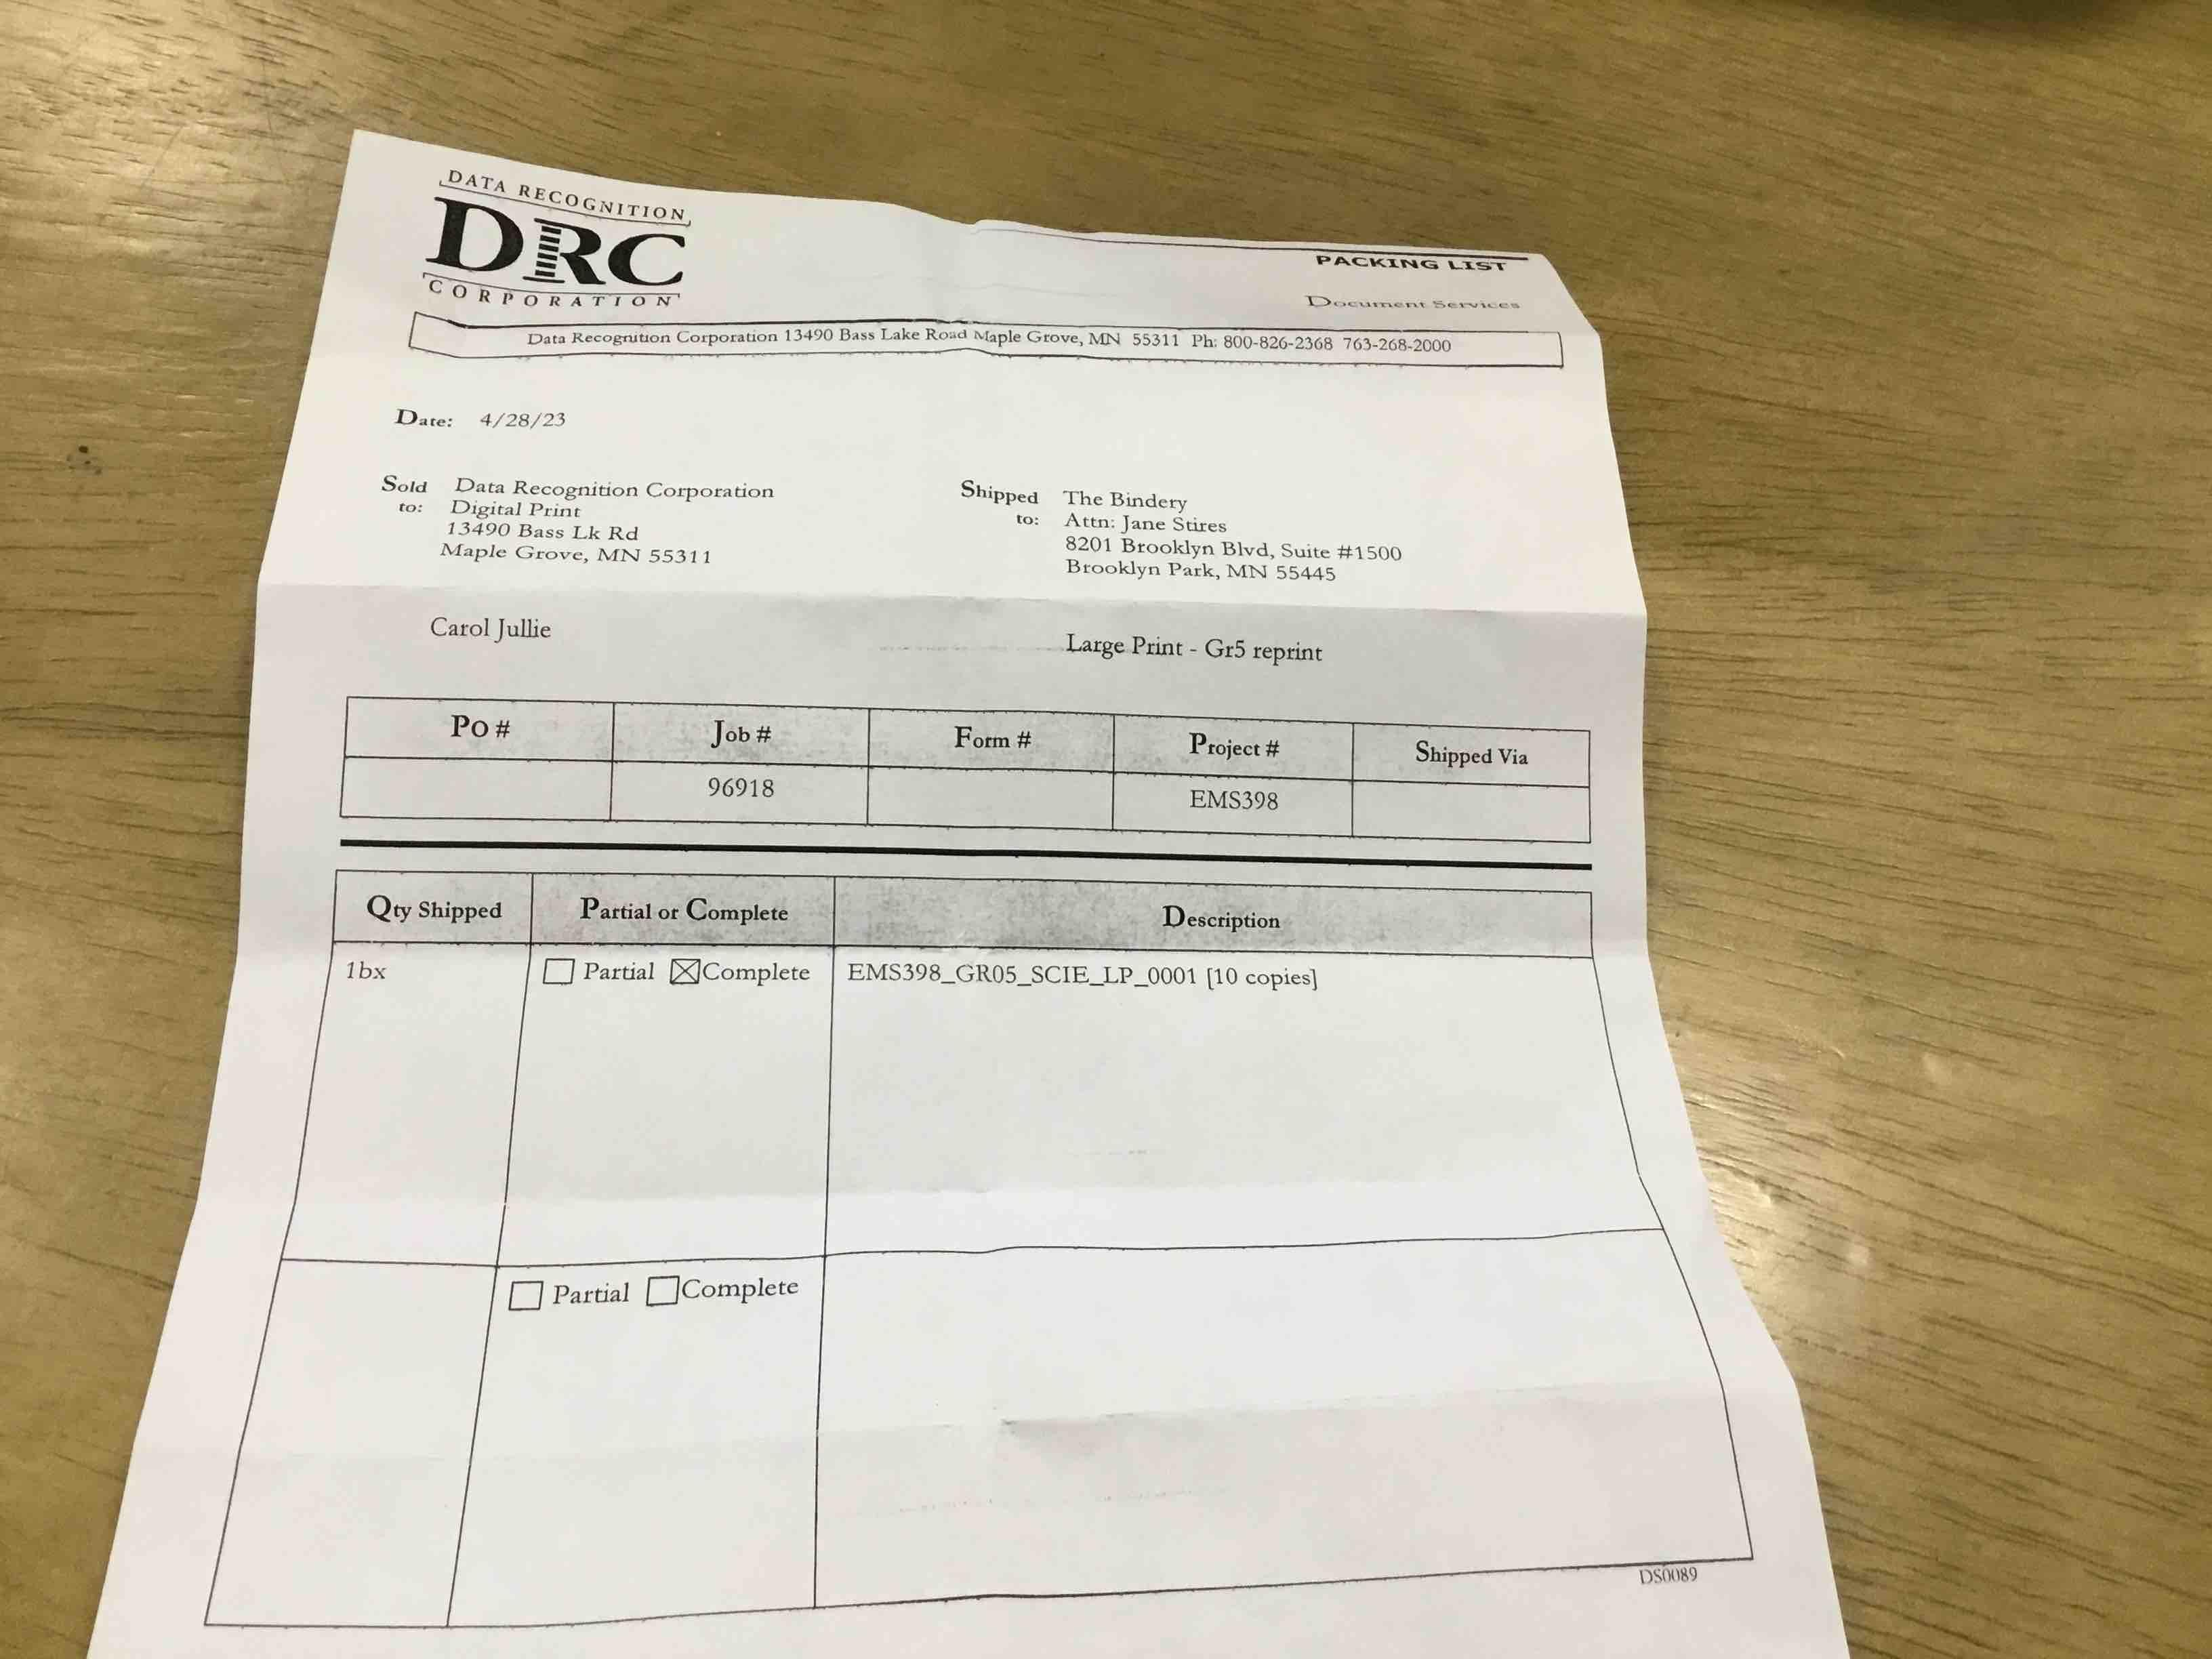 DATA RECOGNITION
DRC
CORPORATION
PACKING LIST
Document Services
Data Recognition Corporation 13490 Bass Lake Road Maple Grove, MN 55311 Ph: 800-826-2368 763-268-2000
Date: 4/28/23
Sold to: Data Recognition Corporation
Digital Print
13490 Bass Lk Rd
Maple Grove, MN 55311
Shipped to: The Bindery
Attn: Jane Stires
8201 Brooklyn Blvd, Suite #1500
Brooklyn Park, MN 55445
Carol Jullie
Large Print - Gr5 reprint
PO # Job # Form # Project # Shipped Via
96918 EMS398
Qty Shipped Partial or Complete Description
1bx Partial Complete EMS398_GR05_SCIE_LP_0001 [10 copies]
Partial Complete
DS0089